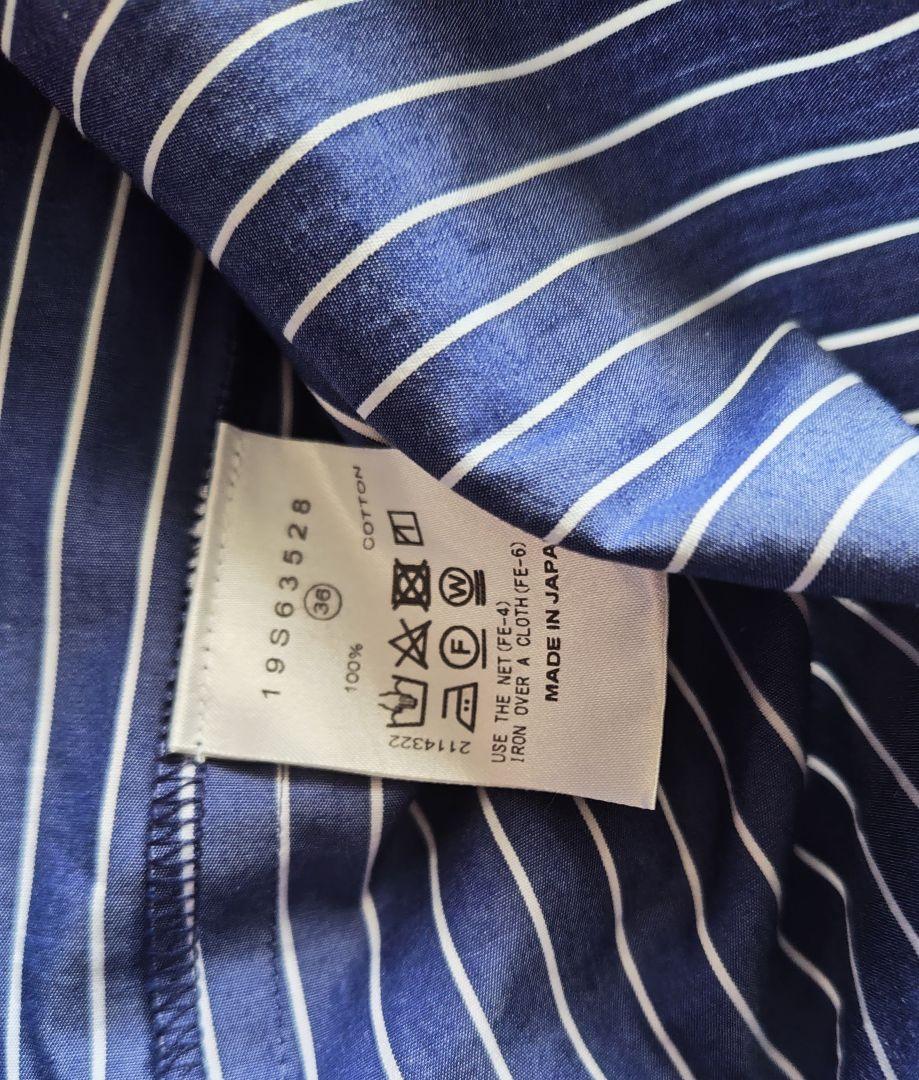 19S63528
36
100% COTTON
F W
2114322
USE THE NET(FE-4)
IRON OVER A CLOTH(FE-6)
MADE IN JAPA